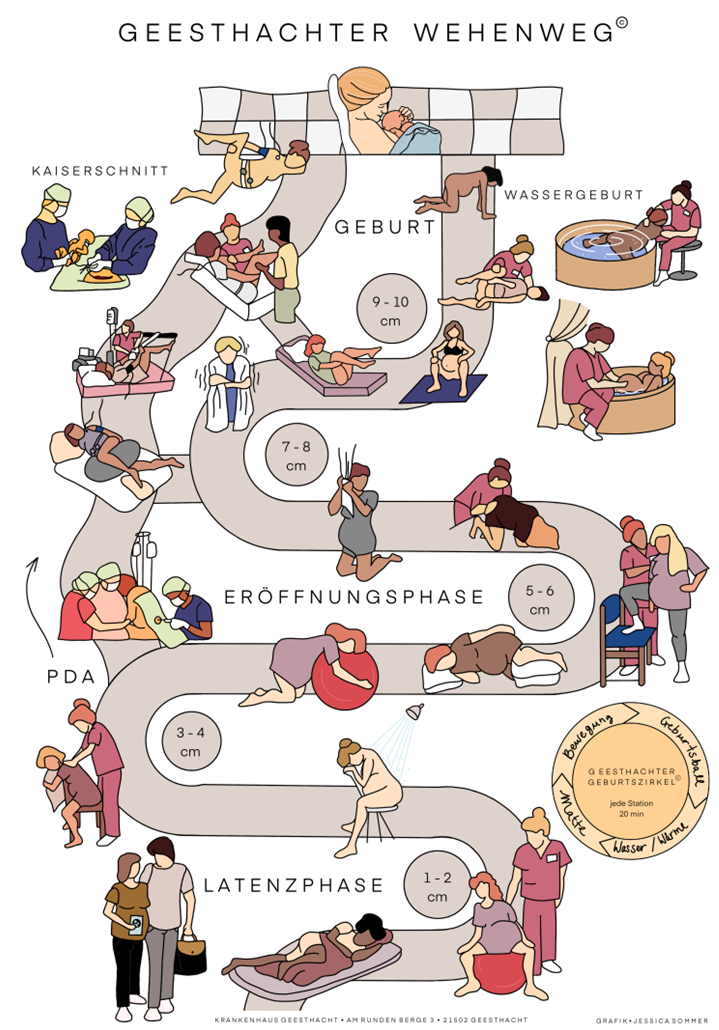 GEESTHACHTER WEHENWEG©
KAISERSCHNITT
WASSERGEBURT
GEBURT
9 - 10
cm
7 - 8
cm
ERÖFFNUNGSPHASE
5 - 6
cm
PDA
3 - 4
cm
Bewegung
Geburtsball
GEESTHACHTER
GEBURTSZIRKEL©
jede Station
20 min
Matte
Wasser / Wärme
LATENZPHASE
1 - 2
cm
KRANKENHAUS GEESTHACHT • AM RUNDEN BERGE 3 • 21502 GEESTHACHT
GRAFIK•JESSICA SOMMER